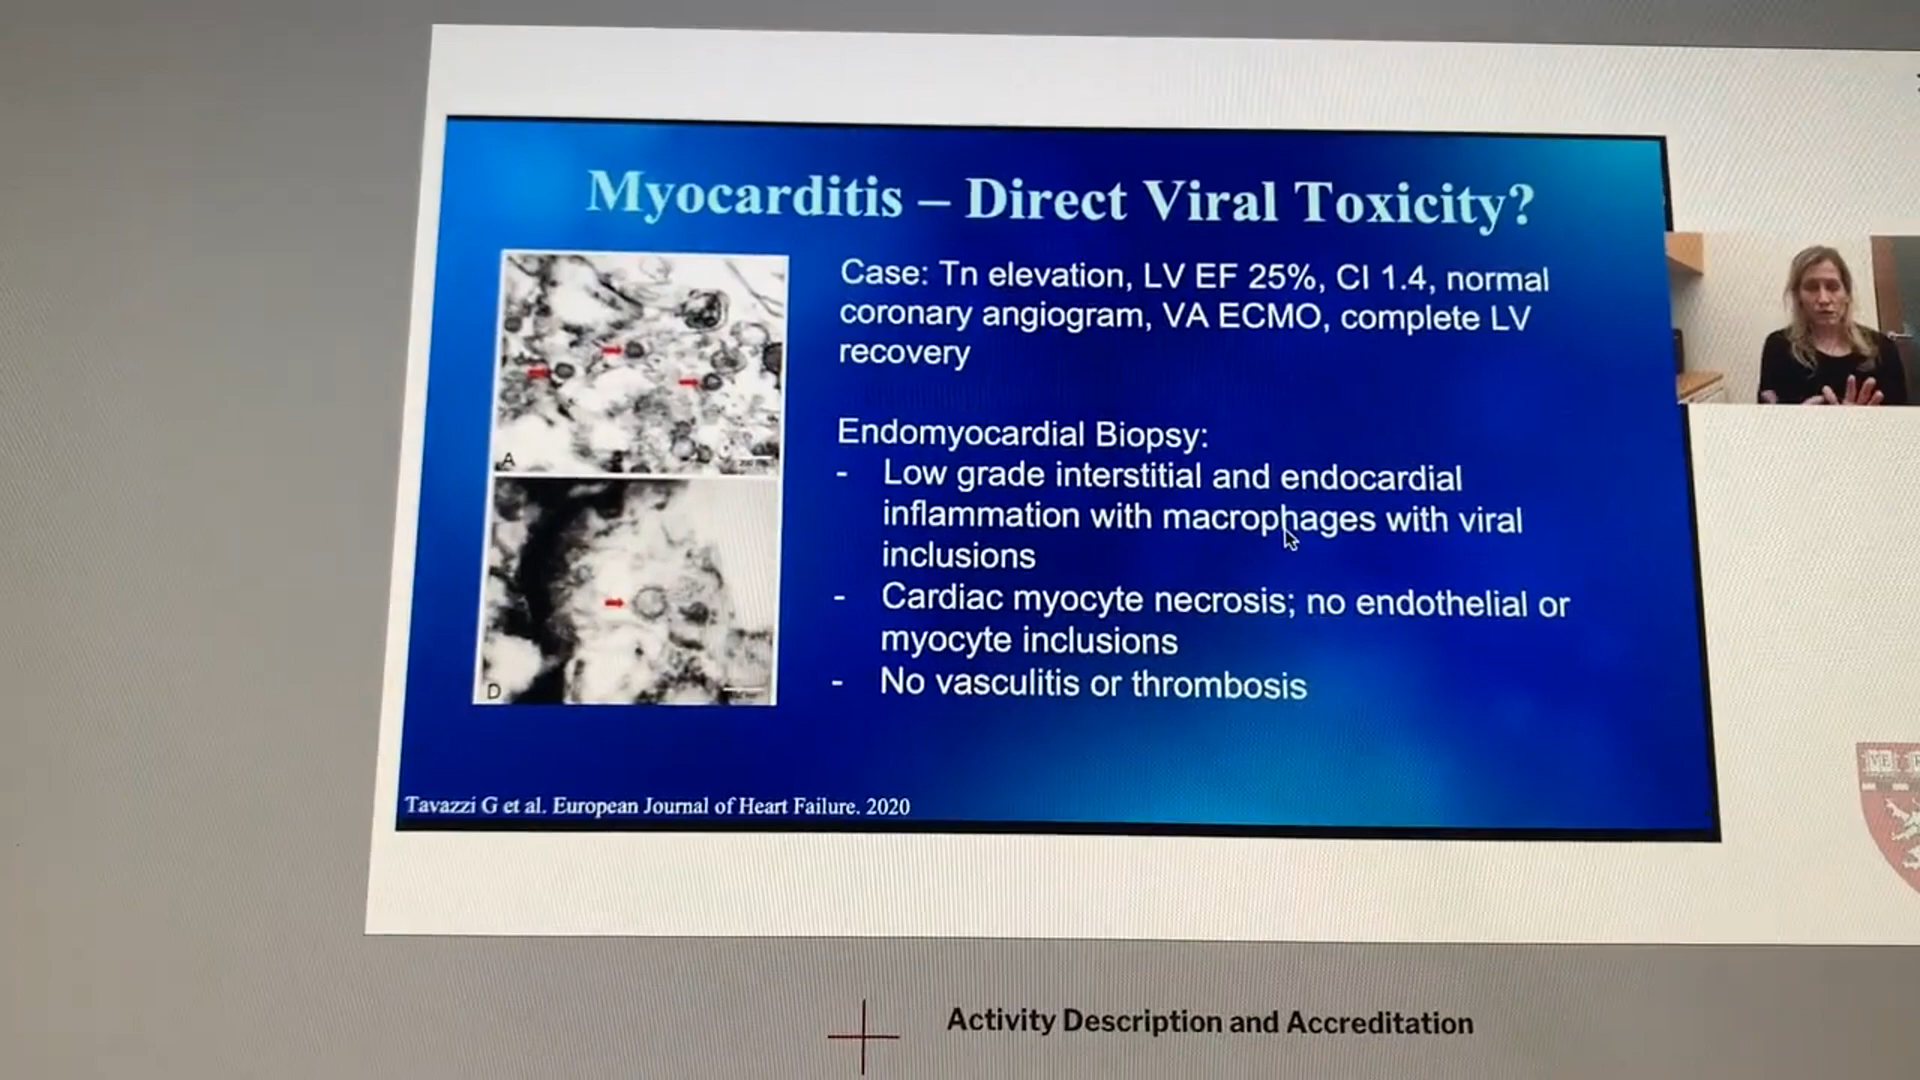 Myocarditis – Direct Viral Toxicity?
Case: Tn elevation, LV EF 25%, CI 1.4, normal
coronary angiogram, VA ECMO, complete LV
recovery
Endomyocardial Biopsy:
- Low grade interstitial and endocardial
inflammation with macrophages with viral
inclusions
- Cardiac myocyte necrosis; no endothelial or
myocyte inclusions
- No vasculitis or thrombosis
A
D
Tavazzi G et al. European Journal of Heart Failure. 2020
VE
Activity Description and Accreditation